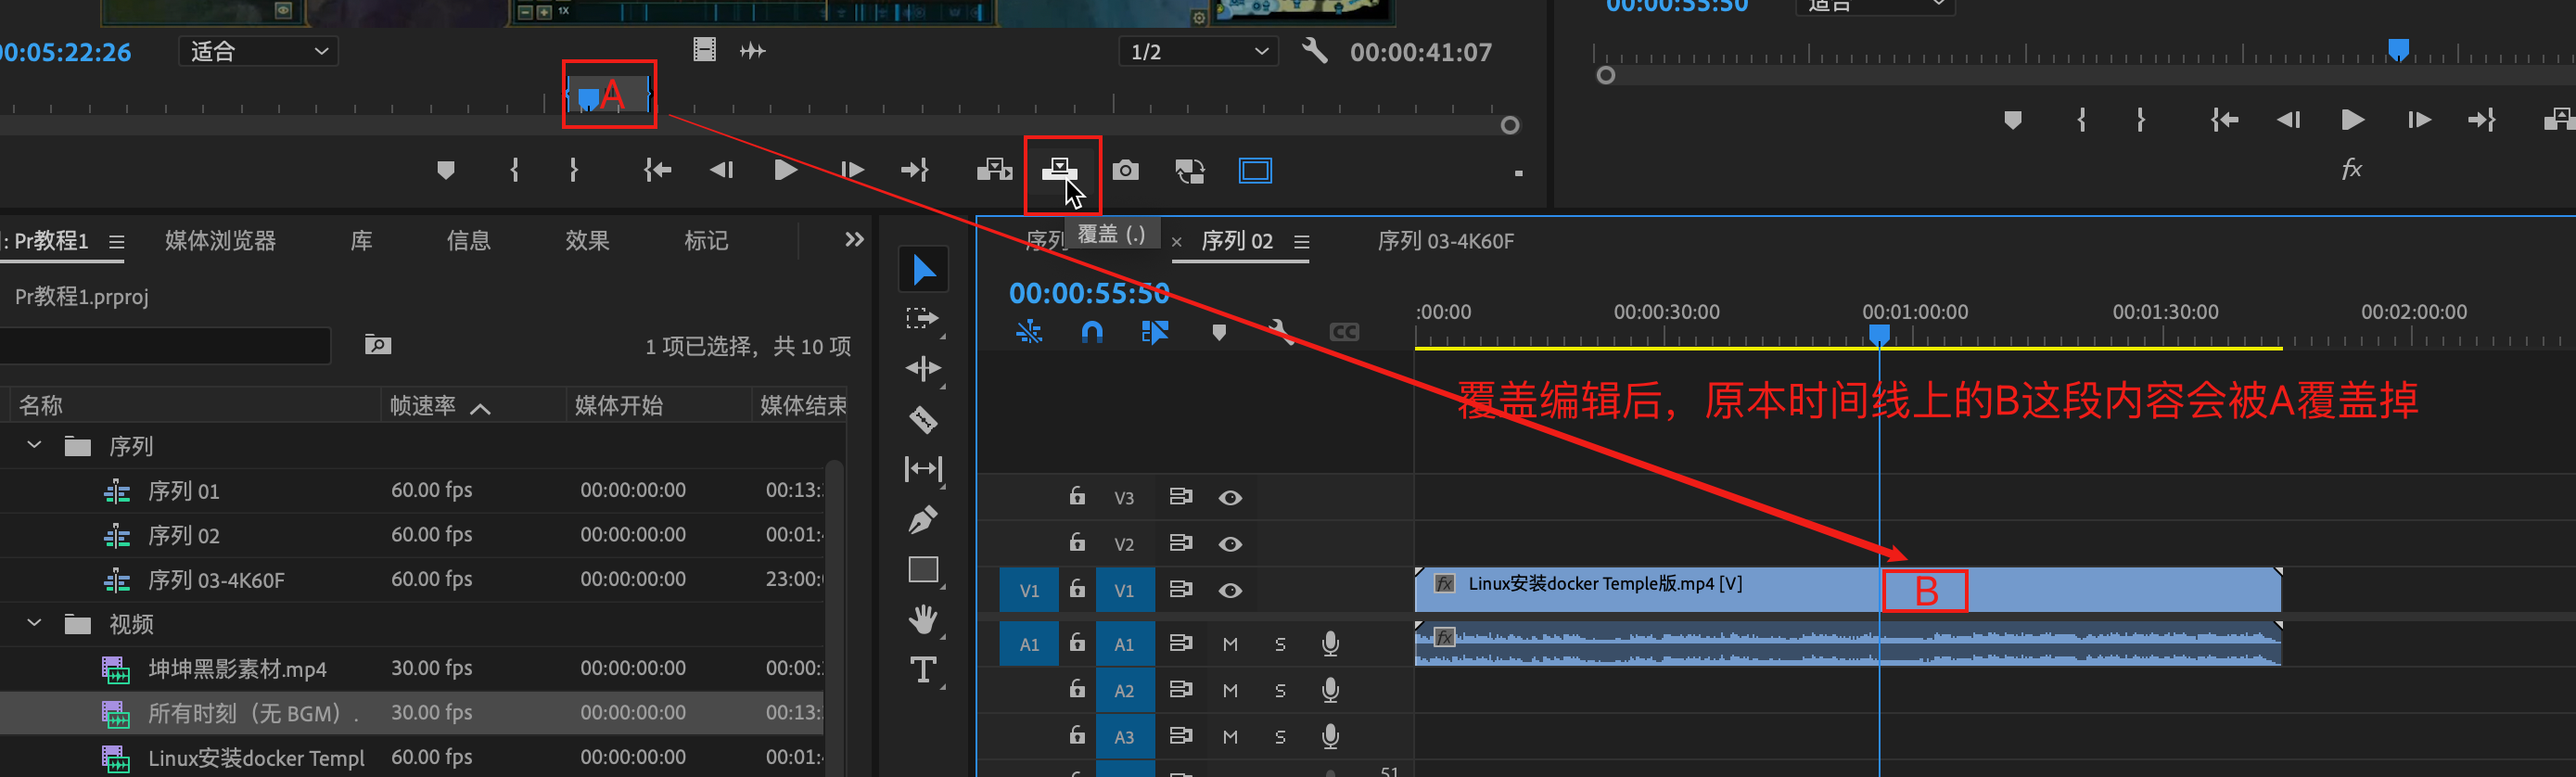 1X
00:05:22:26
适合
1/2
00:00:41:07
00:00:55:50
适合
A
fx
: Pr教程1
媒体浏览器
库
信息
效果
标记
序列
覆盖 (.)
× 序列 02
序列 03-4K60F
Pr教程1.prproj
1 项已选择，共 10 项
00:00:55:50
:00:00
00:00:30:00
00:01:00:00
00:01:30:00
00:02:00:00
CC
覆盖编辑后，原本时间线上的B这段内容会被A覆盖掉
名称
帧速率
媒体开始
媒体结束
序列
序列 01 60.00 fps 00:00:00:00 00:13:
序列 02 60.00 fps 00:00:00:00 00:01:
序列 03-4K60F 60.00 fps 00:00:00:00 23:00:
视频
坤坤黑影素材.mp4 30.00 fps 00:00:00:00 00:00:
所有时刻（无 BGM）. 30.00 fps 00:00:00:00 00:13:
Linux安装docker Templ 60.00 fps 00:00:00:00 00:01:
T
V3
V2
V1 V1
fx Linux安装docker Temple版.mp4 [V]
B
A1 A1 M S
fx
A2 M S
A3 M S